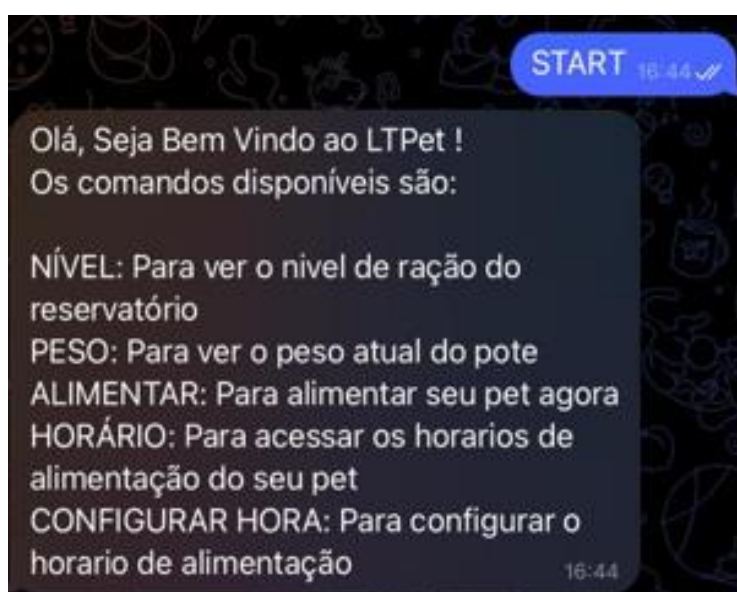 START 16:44
Olá, Seja Bem Vindo ao LTPet !
Os comandos disponíveis são:
NÍVEL: Para ver o nivel de ração do
reservatório
PESO: Para ver o peso atual do pote
ALIMENTAR: Para alimentar seu pet agora
HORÁRIO: Para acessar os horarios de
alimentação do seu pet
CONFIGURAR HORA: Para configurar o
horario de alimentação
16:44